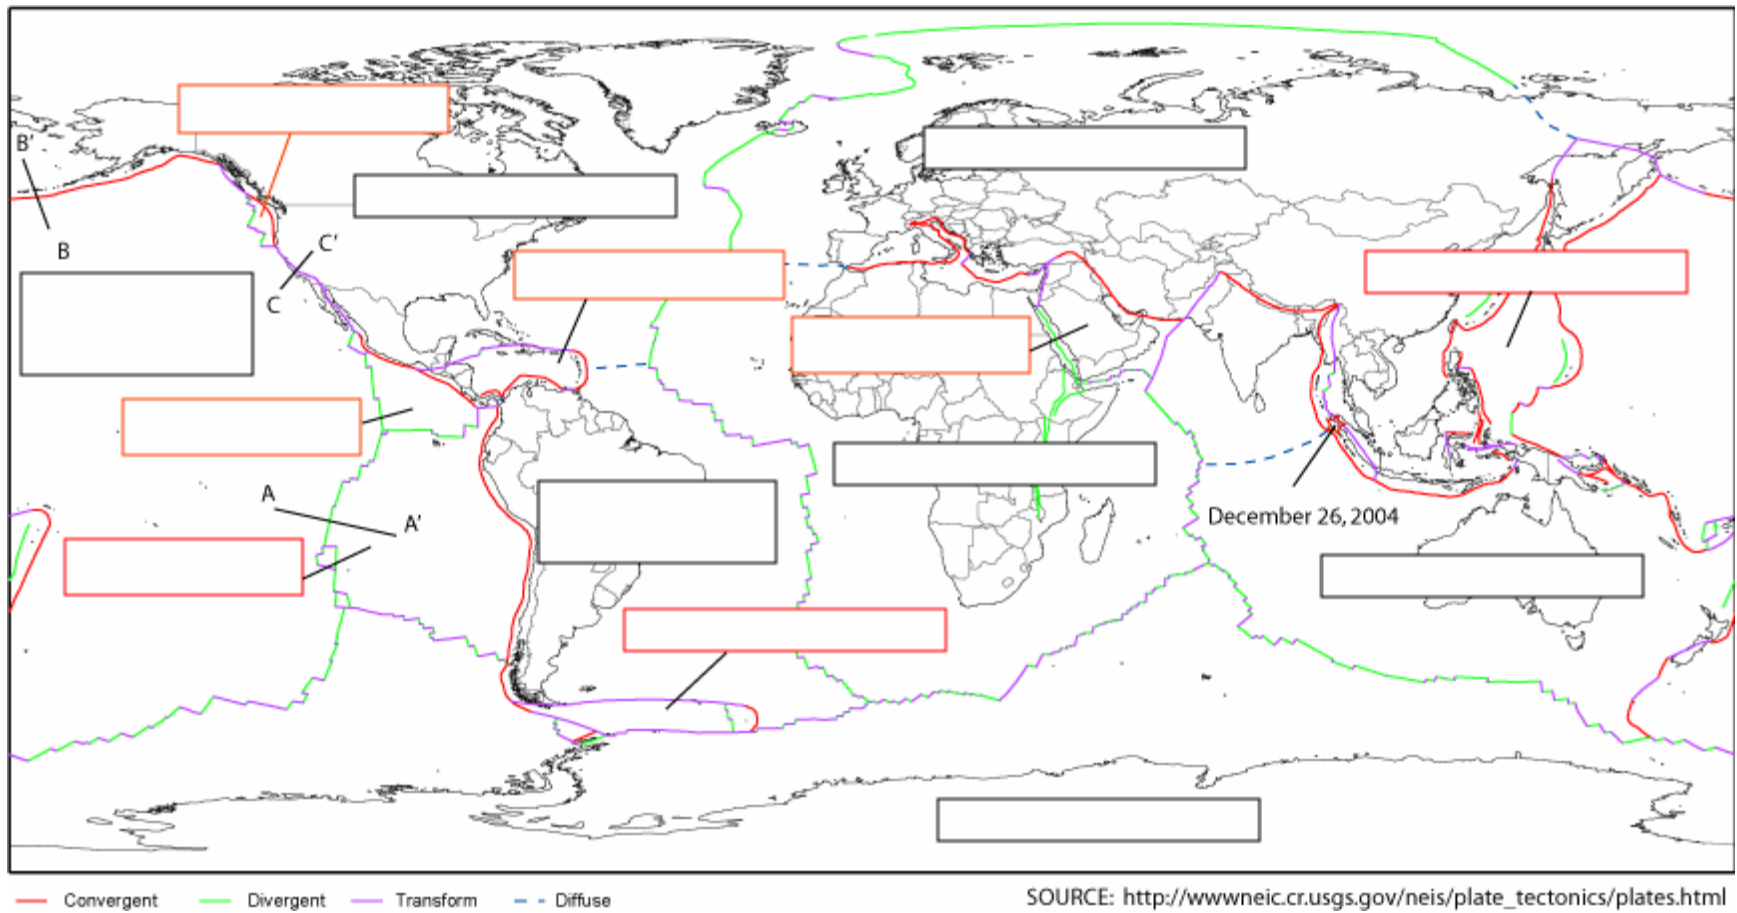 B'
B
C'
C
A
A'
December 26, 2004
Convergent
Divergent
Transform
Diffuse
SOURCE: http://wwwneic.cr.usgs.gov/neis/plate_tectonics/plates.html